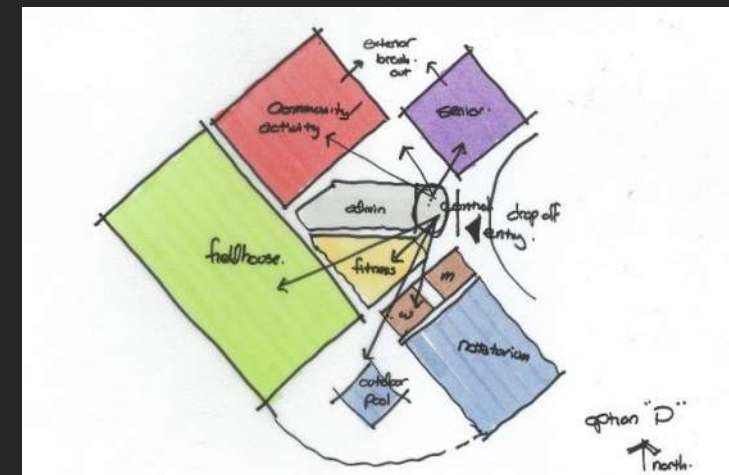 exterior
break.
out
Community/
activity
senior.
admin
control
drop off
entry.
fieldhouse.
fitness
m
w
natatorium
outdoor
pool
option "D"
north.